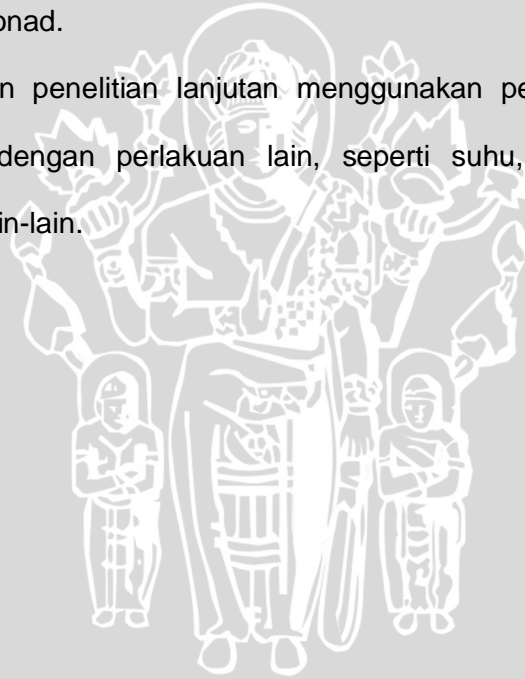 onad.
n penelitian lanjutan menggunakan pe
dengan perlakuan lain, seperti suhu,
in-lain.